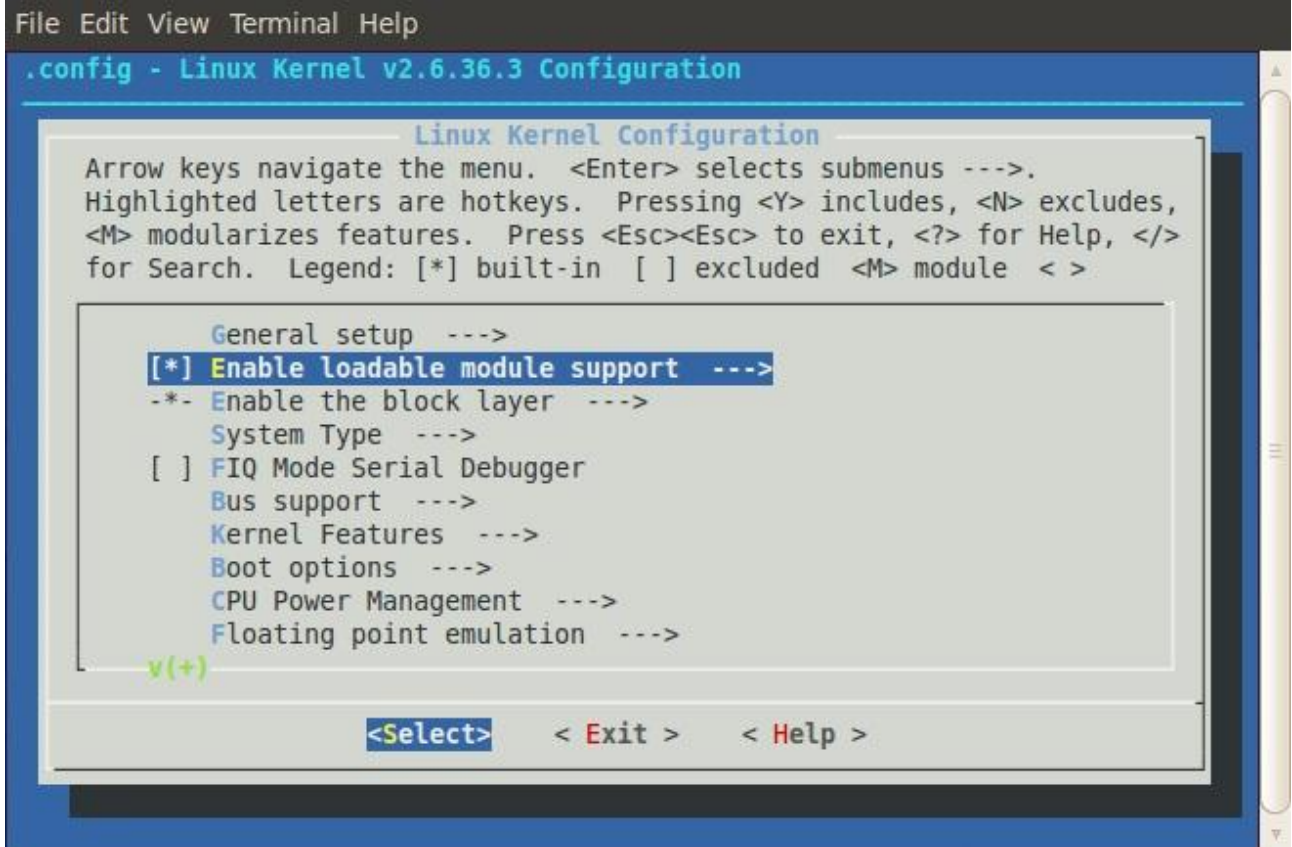 File Edit View Terminal Help
.config - Linux Kernel v2.6.36.3 Configuration
Linux Kernel Configuration
Arrow keys navigate the menu.  <Enter> selects submenus --->.
Highlighted letters are hotkeys.  Pressing <Y> includes, <N> excludes,
<M> modularizes features.  Press <Esc><Esc> to exit, <?> for Help, </>
for Search.  Legend: [*] built-in  [ ] excluded  <M> module  < >
General setup  --->
[*] Enable loadable module support  --->
-*- Enable the block layer  --->
System Type  --->
[ ] FIQ Mode Serial Debugger
Bus support  --->
Kernel Features  --->
Boot options  --->
CPU Power Management  --->
Floating point emulation  --->
v(+)
<Select>    < Exit >    < Help >